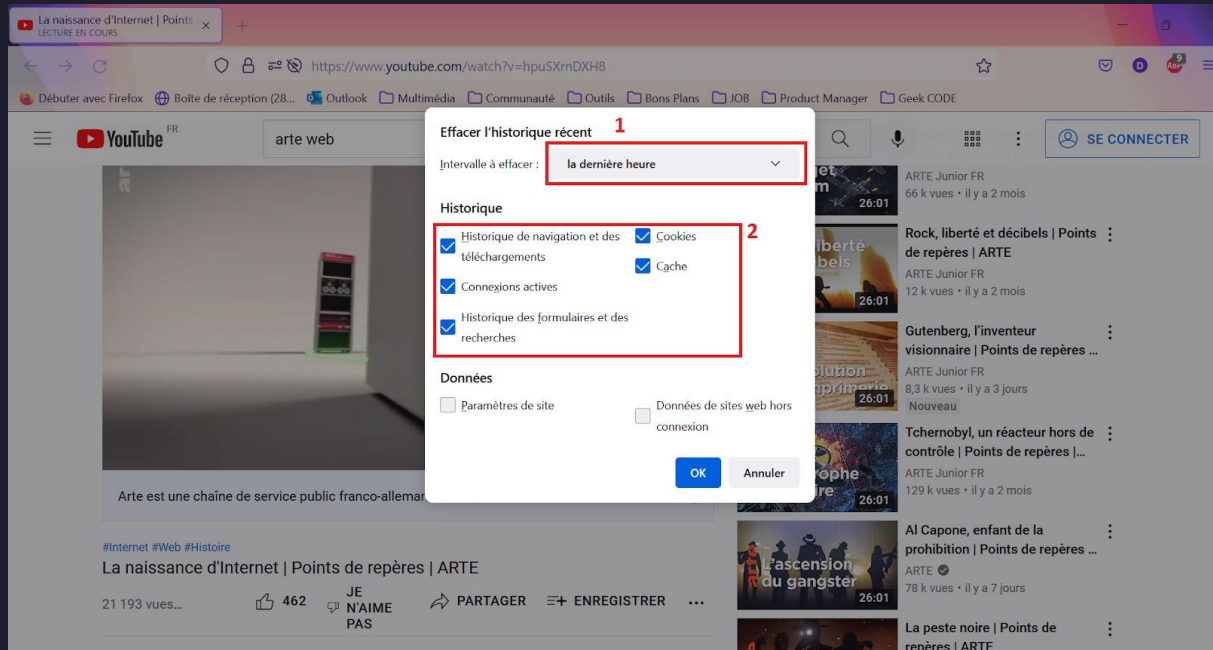 La naissance d'Internet | Points
LECTURE EN COURS
https://www.youtube.com/watch?v=hpuSXrnDXH8
9
D
ABP
Débuter avec Firefox
Boîte de réception (28...
Outlook
Multimédia
Communauté
Outils
Bons Plans
JOB
Product Manager
Geek CODE
YouTube FR
arte web
SE CONNECTER
Effacer l'historique récent
1
Intervalle à effacer :
la dernière heure
Historique
2
Historique de navigation et des
téléchargements
Cookies
Cache
Connexions actives
Historique des formulaires et des
recherches
Données
Paramètres de site
Données de sites web hors
connexion
OK
Annuler
Arte est une chaîne de service public
#Internet #Web #Histoire
La naissance d'Internet | Points de repères | ARTE
21 193 vues...
462
JE
N'AIME
PAS
PARTAGER
ENREGISTRER
...
26:01
ARTE Junior FR
66 k vues • il y a 2 mois
26:01
Rock, liberté et décibels | Points
de repères | ARTE
ARTE Junior FR
12 k vues • il y a 2 mois
26:01
Gutenberg, l'inventeur
visionnaire | Points de repères ...
ARTE Junior FR
8,3 k vues • il y a 3 jours
Nouveau
26:01
Tchernobyl, un réacteur hors de
contrôle | Points de repères |...
ARTE Junior FR
129 k vues • il y a 2 mois
arte
L'ascension
du gangster
26:01
Al Capone, enfant de la
prohibition | Points de repères ...
ARTE
78 k vues • il y a 7 jours
La peste noire | Points de
repères | ARTE